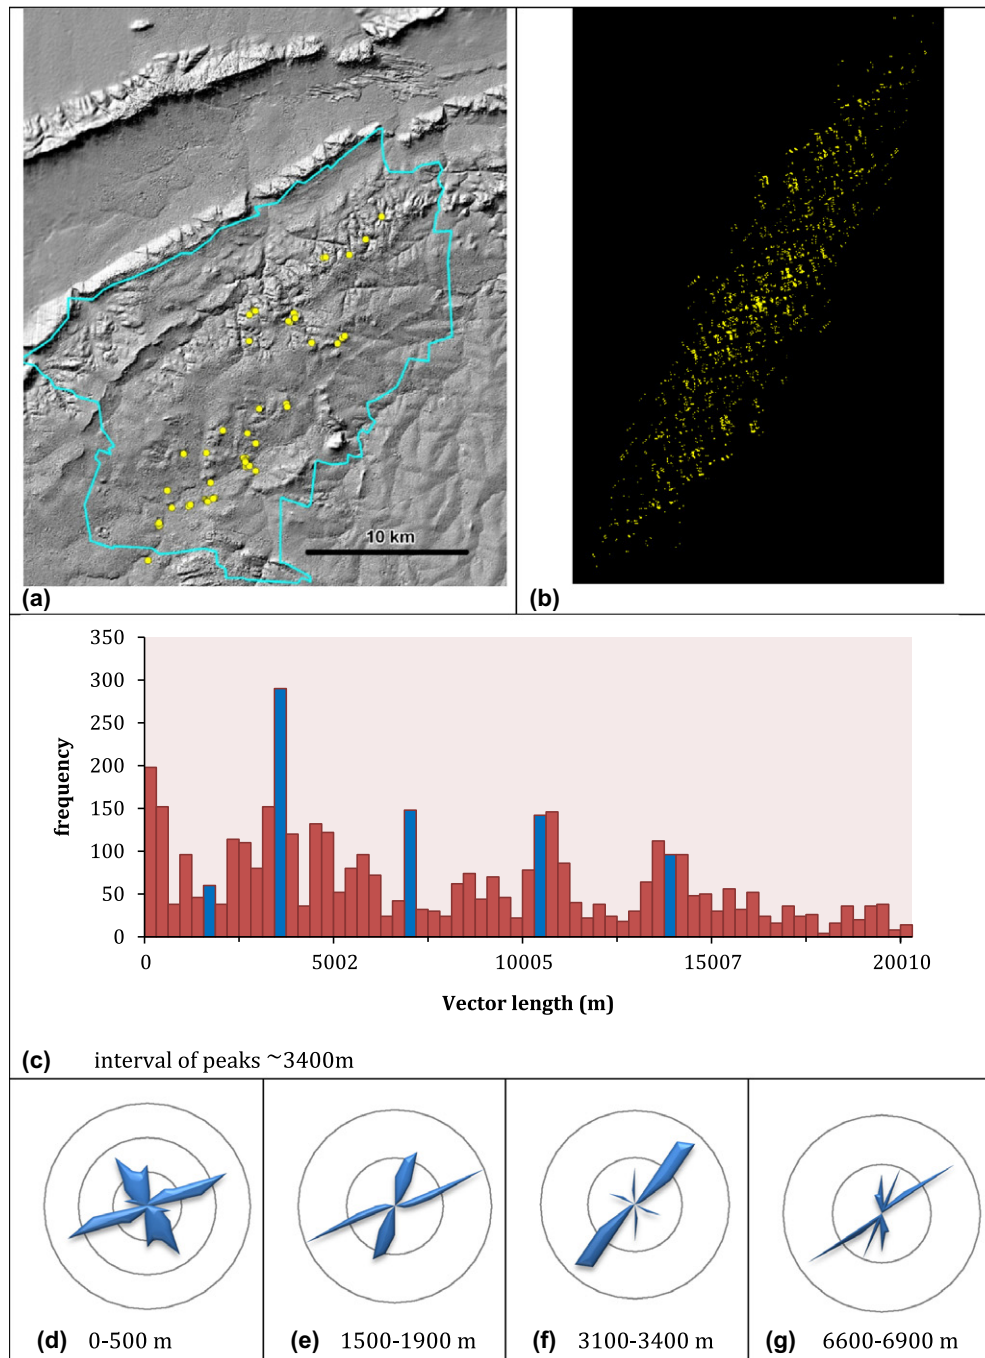 10 km
(a)
(b)
350
300
250
200
150
100
50
0
frequency
0 5002 10005 15007 20010
Vector length (m)
(c) interval of peaks ~3400m
(d) 0-500 m
(e) 1500-1900 m
(f) 3100-3400 m
(g) 6600-6900 m